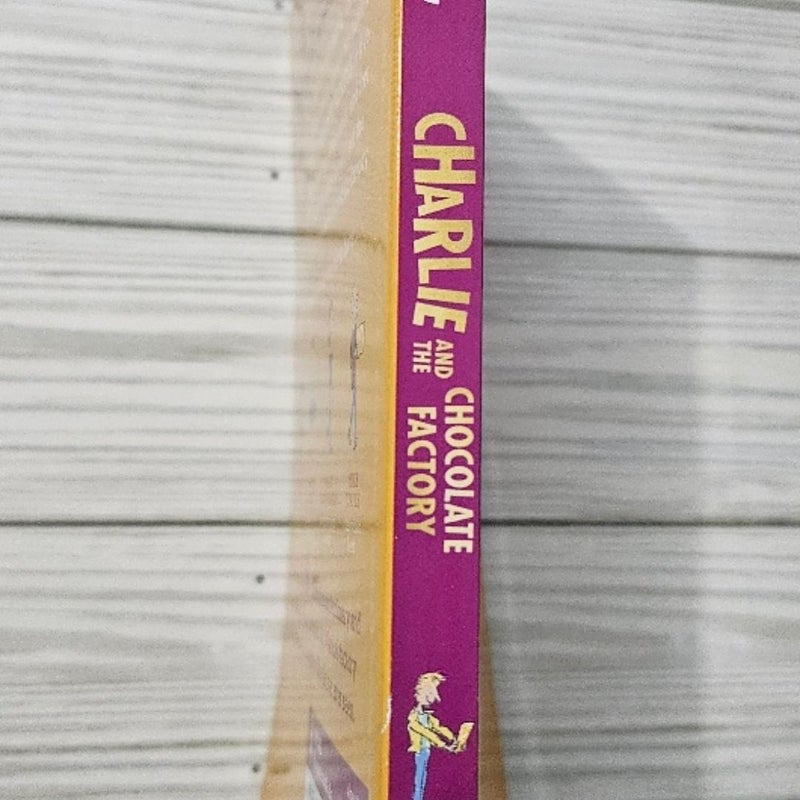 CHARLIE
AND
THE
CHOCOLATE
FACTORY